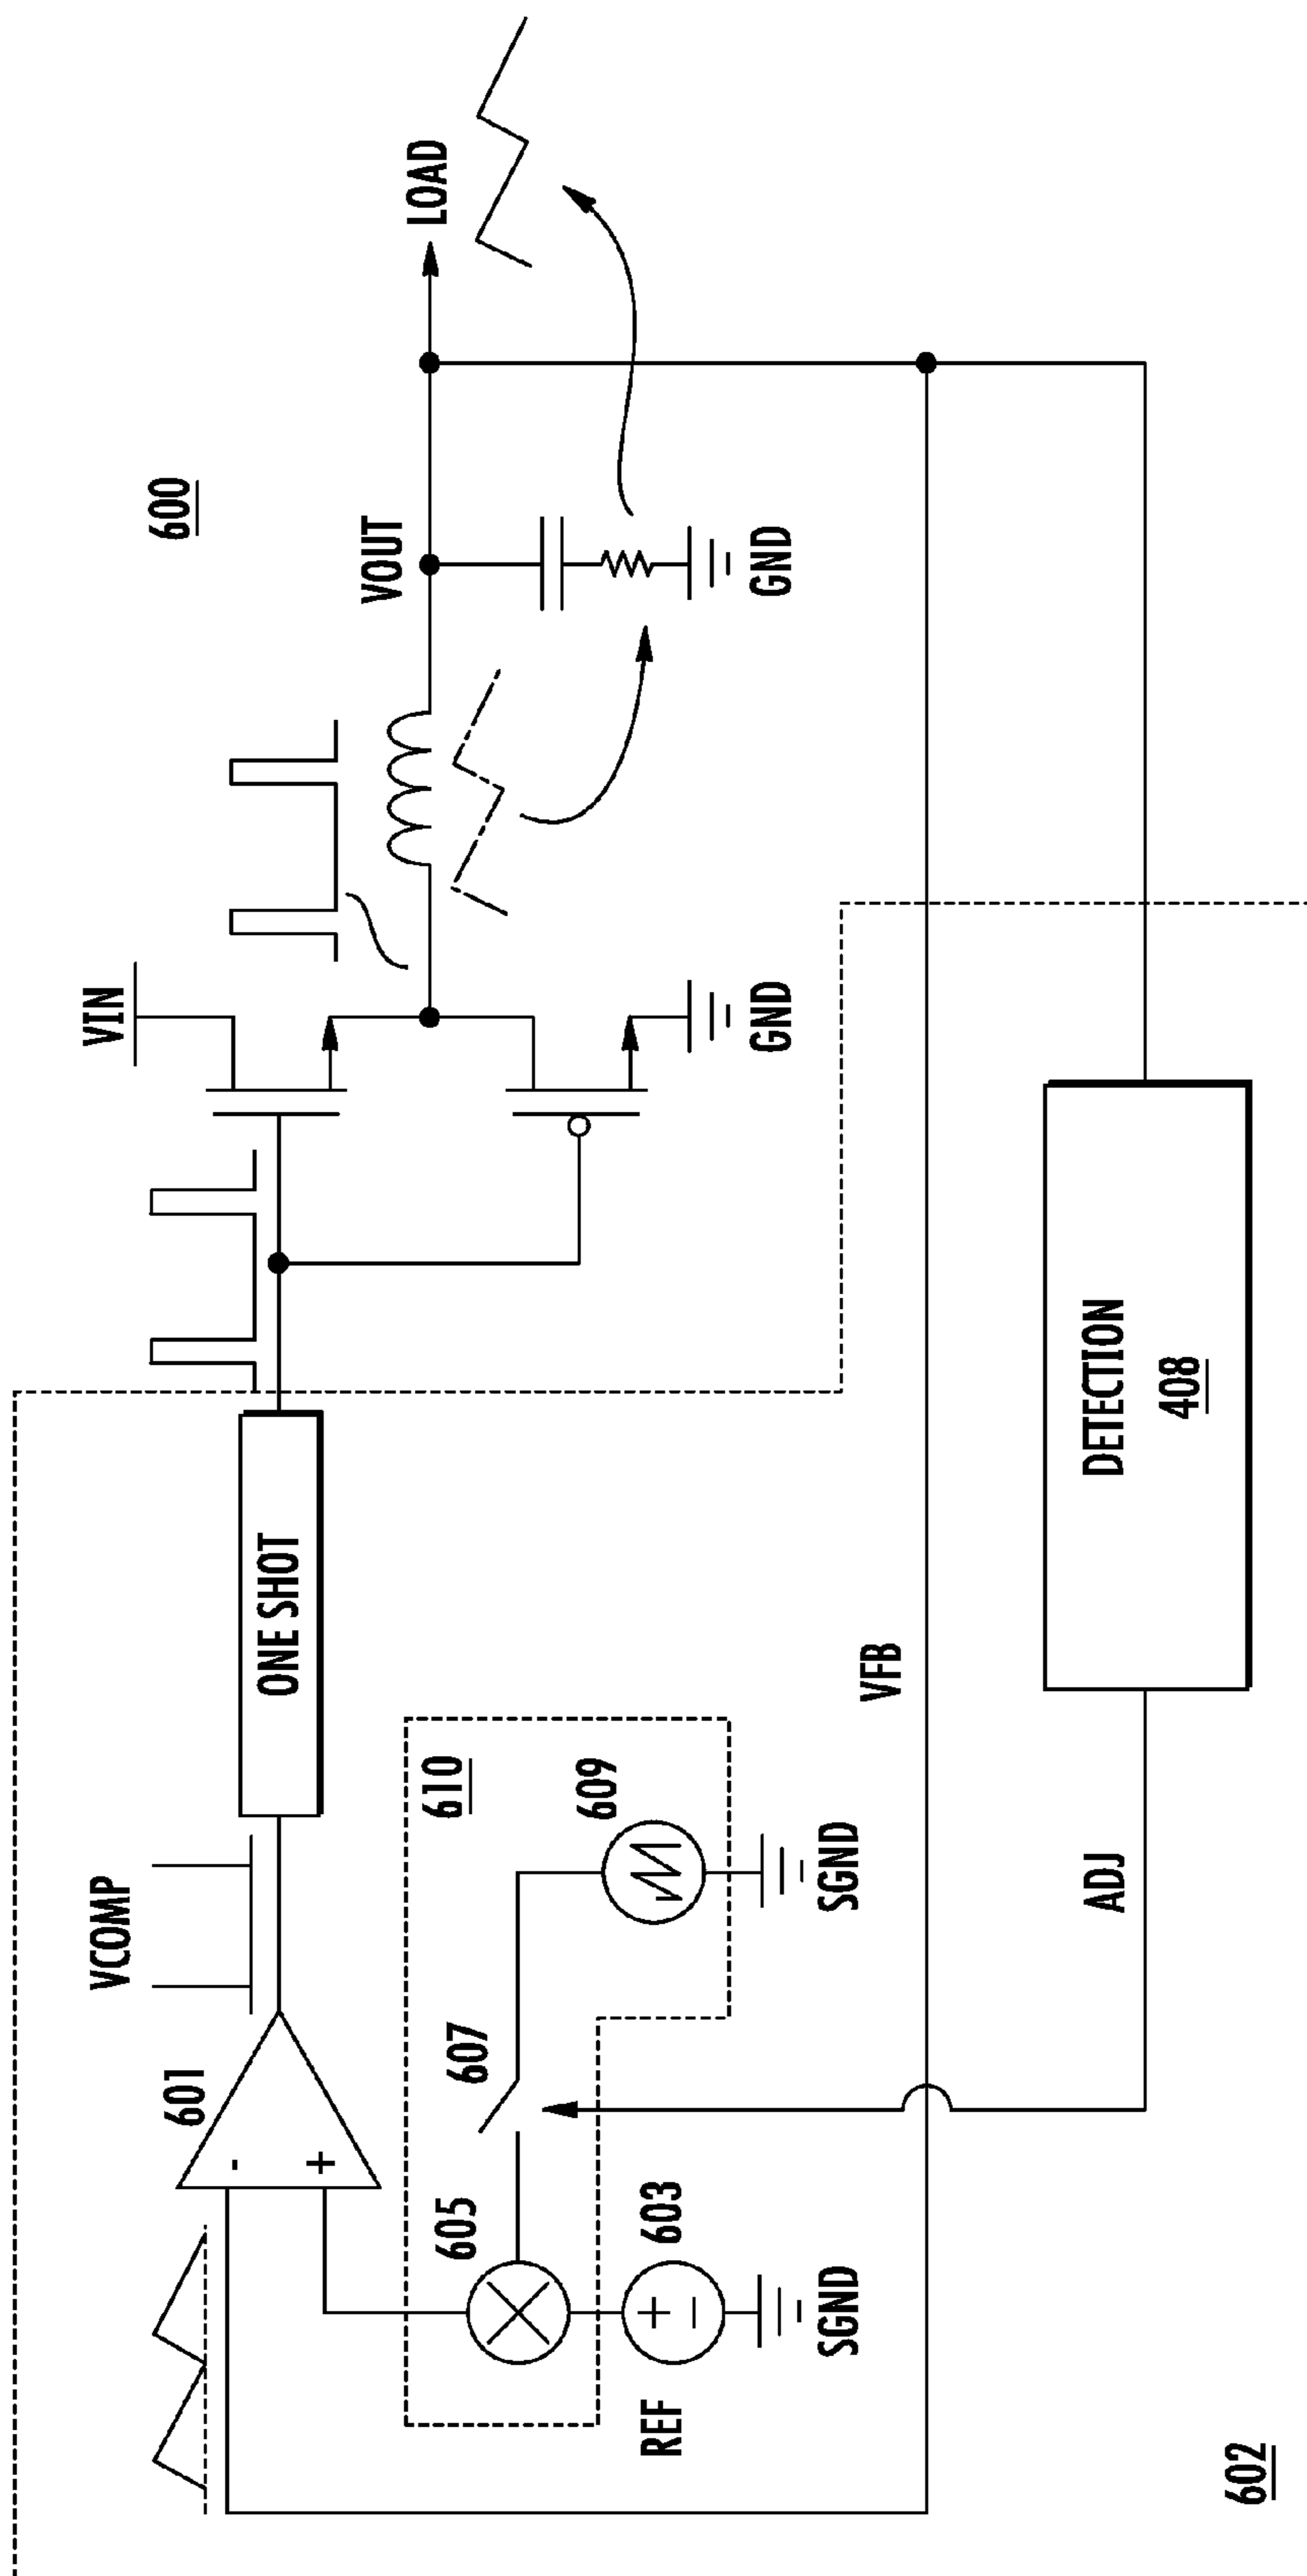 600
VIN
VCOMP
601
-
+
ONE SHOT
VOUT
LOAD
GND
GND
610
605
607
609
REF
603
+
−
SGND
SGND
VFB
ADJ
DETECTION
408
602